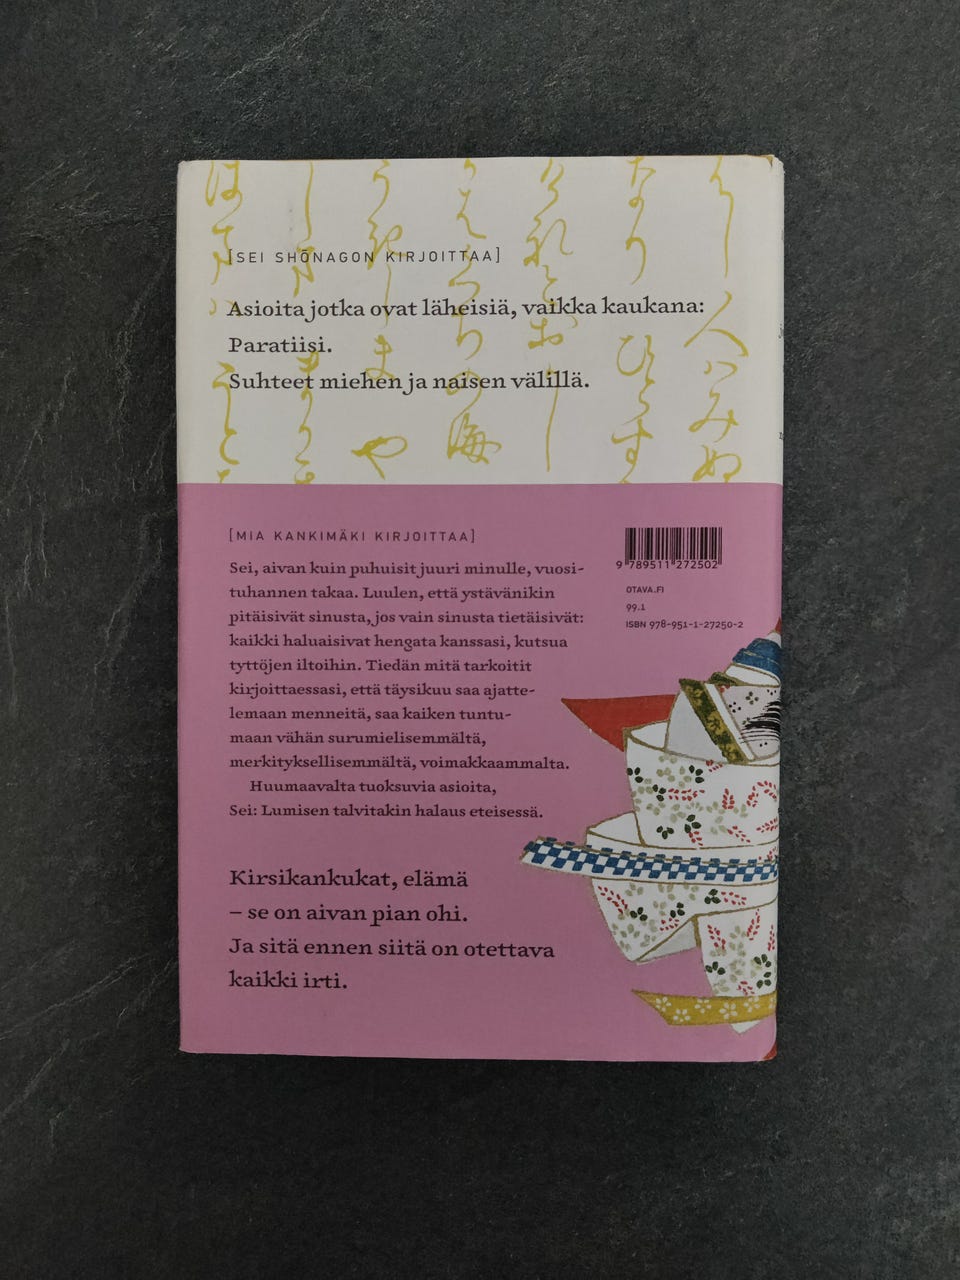 [SEI SHŌNAGON KIRJOITTAA]
Asioita jotka ovat läheisiä, vaikka kaukana:
Paratiisi.
Suhteet miehen ja naisen välillä.
[MIA KANKIMÄKI KIRJOITTAA]
Sei, aivan kuin puhuisit juuri minulle, vuosi-
tuhannen takaa. Luulen, että ystävänikin
pitäisivät sinusta, jos vain sinusta tietäisivät:
kaikki haluaisivat hengata kanssasi, kutsua
tyttöjen iltoihin. Tiedän mitä tarkoitit
kirjoittaessasi, että täysikuu saa ajatte-
lemaan menneitä, saa kaiken tuntu-
maan vähän surumielisemmältä,
merkityksellisemmältä, voimakkaammalta.
Huumaavalta tuoksuvia asioita,
Sei: Lumisen talvitakin halaus eteisessä.
Kirsikankukat, elämä
– se on aivan pian ohi.
Ja sitä ennen siitä on otettava
kaikki irti.
9 789511 272502
OTAVA.FI
99.1
ISBN 978-951-1-27250-2